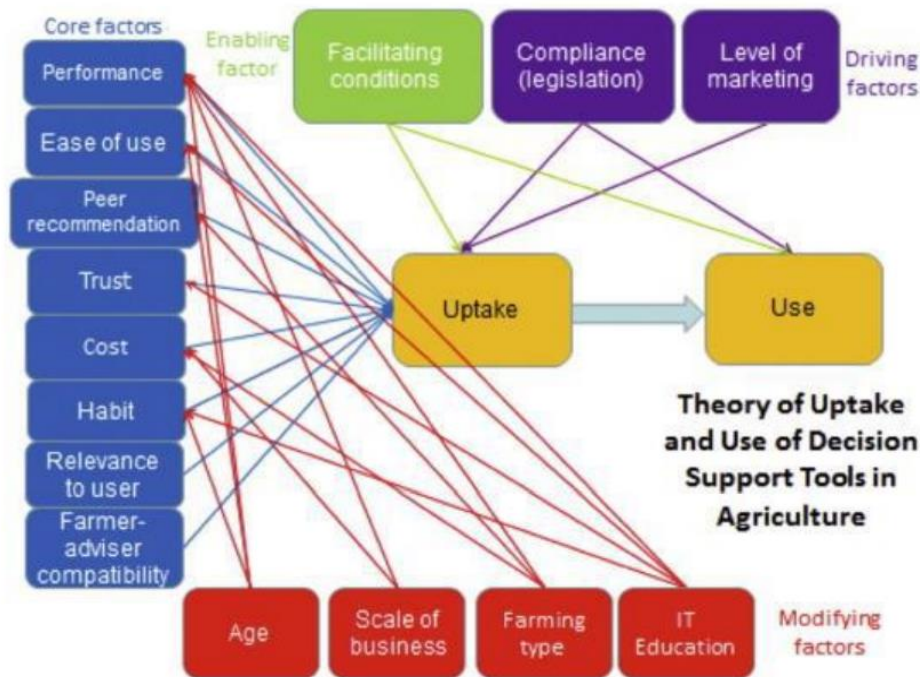 Core factors
Performance
Ease of use
Peer
recommendation
Trust
Cost
Habit
Relevance
to user
Farmer-
adviser
compatibility
Enabling
factor
Facilitating
conditions
Compliance
(legislation)
Level of
marketing
Driving
factors
Uptake
Use
Theory of Uptake
and Use of Decision
Support Tools in
Agriculture
Age
Scale of
business
Farming
type
IT
Education
Modifying
factors